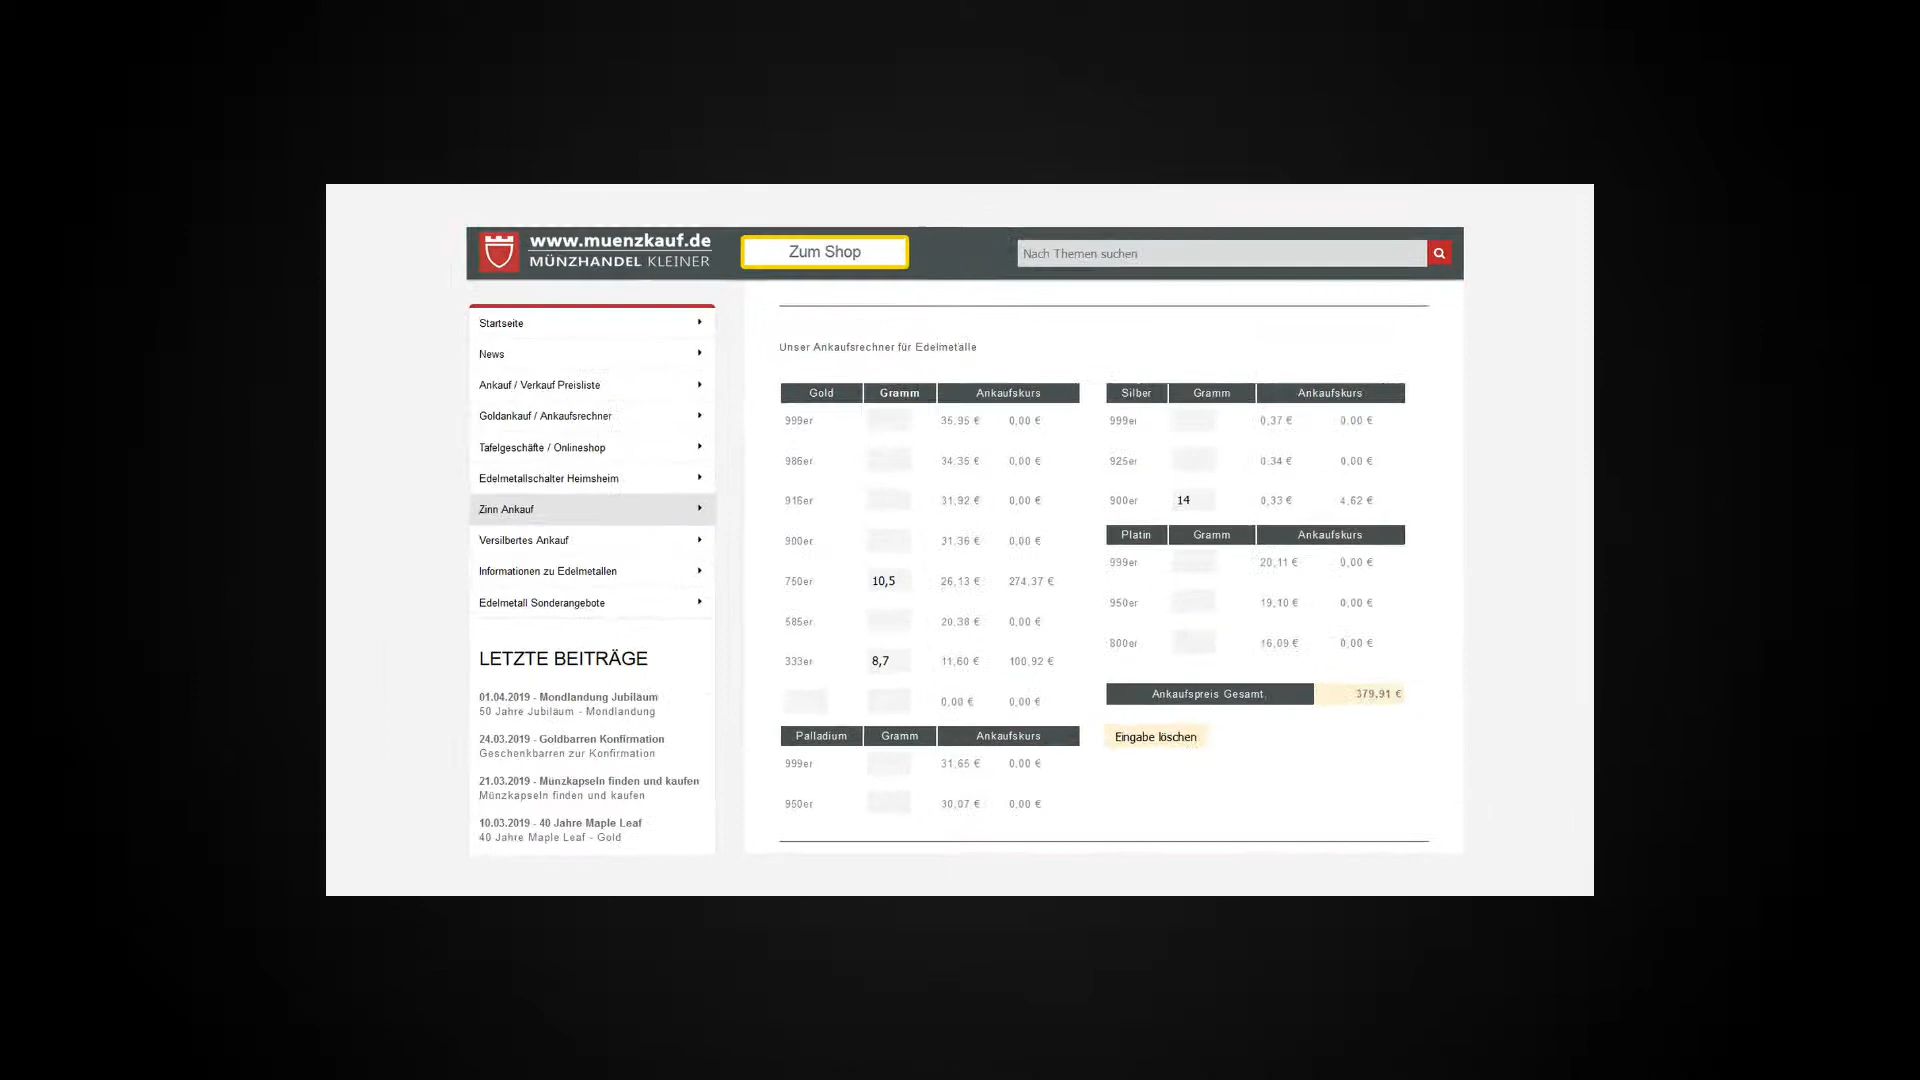 www.muenzkauf.de
MÜNZHANDEL KLEINER
Zum Shop
Nach Themen suchen
Startseite
News
Ankauf / Verkauf Preisliste
Goldankauf / Ankaufsrechner
Tafelgeschäfte / Onlineshop
Edelmetallschalter Heimsheim
Zinn Ankauf
Versilbertes Ankauf
Informationen zu Edelmetallen
Edelmetall Sonderangebote
LETZTE BEITRÄGE
01.04.2019 - Mondlandung Jubiläum
50 Jahre Jubiläum - Mondlandung
24.03.2019 - Goldbarren Konfirmation
Geschenkbarren zur Konfirmation
21.03.2019 - Münzkapseln finden und kaufen
Münzkapseln finden und kaufen
10.03.2019 - 40 Jahre Maple Leaf
40 Jahre Maple Leaf - Gold
Unser Ankaufsrechner für Edelmetalle
Gold Gramm Ankaufskurs
999er 35,95 € 0,00 €
986er 34,35 € 0,00 €
916er 31,92 € 0,00 €
900er 31,36 € 0,00 €
750er 10,5 26,13 € 274,37 €
585er 20,38 € 0,00 €
333er 8,7 11,60 € 100,92 €
0,00 € 0,00 €
Palladium Gramm Ankaufskurs
999er 31,65 € 0,00 €
950er 30,07 € 0,00 €
Silber Gramm Ankaufskurs
999er 0,37 € 0,00 €
925er 0,34 € 0,00 €
900er 14 0,33 € 4,62 €
Platin Gramm Ankaufskurs
999er 20,11 € 0,00 €
950er 19,10 € 0,00 €
800er 16,09 € 0,00 €
Ankaufspreis Gesamt. 379,91 €
Eingabe löschen